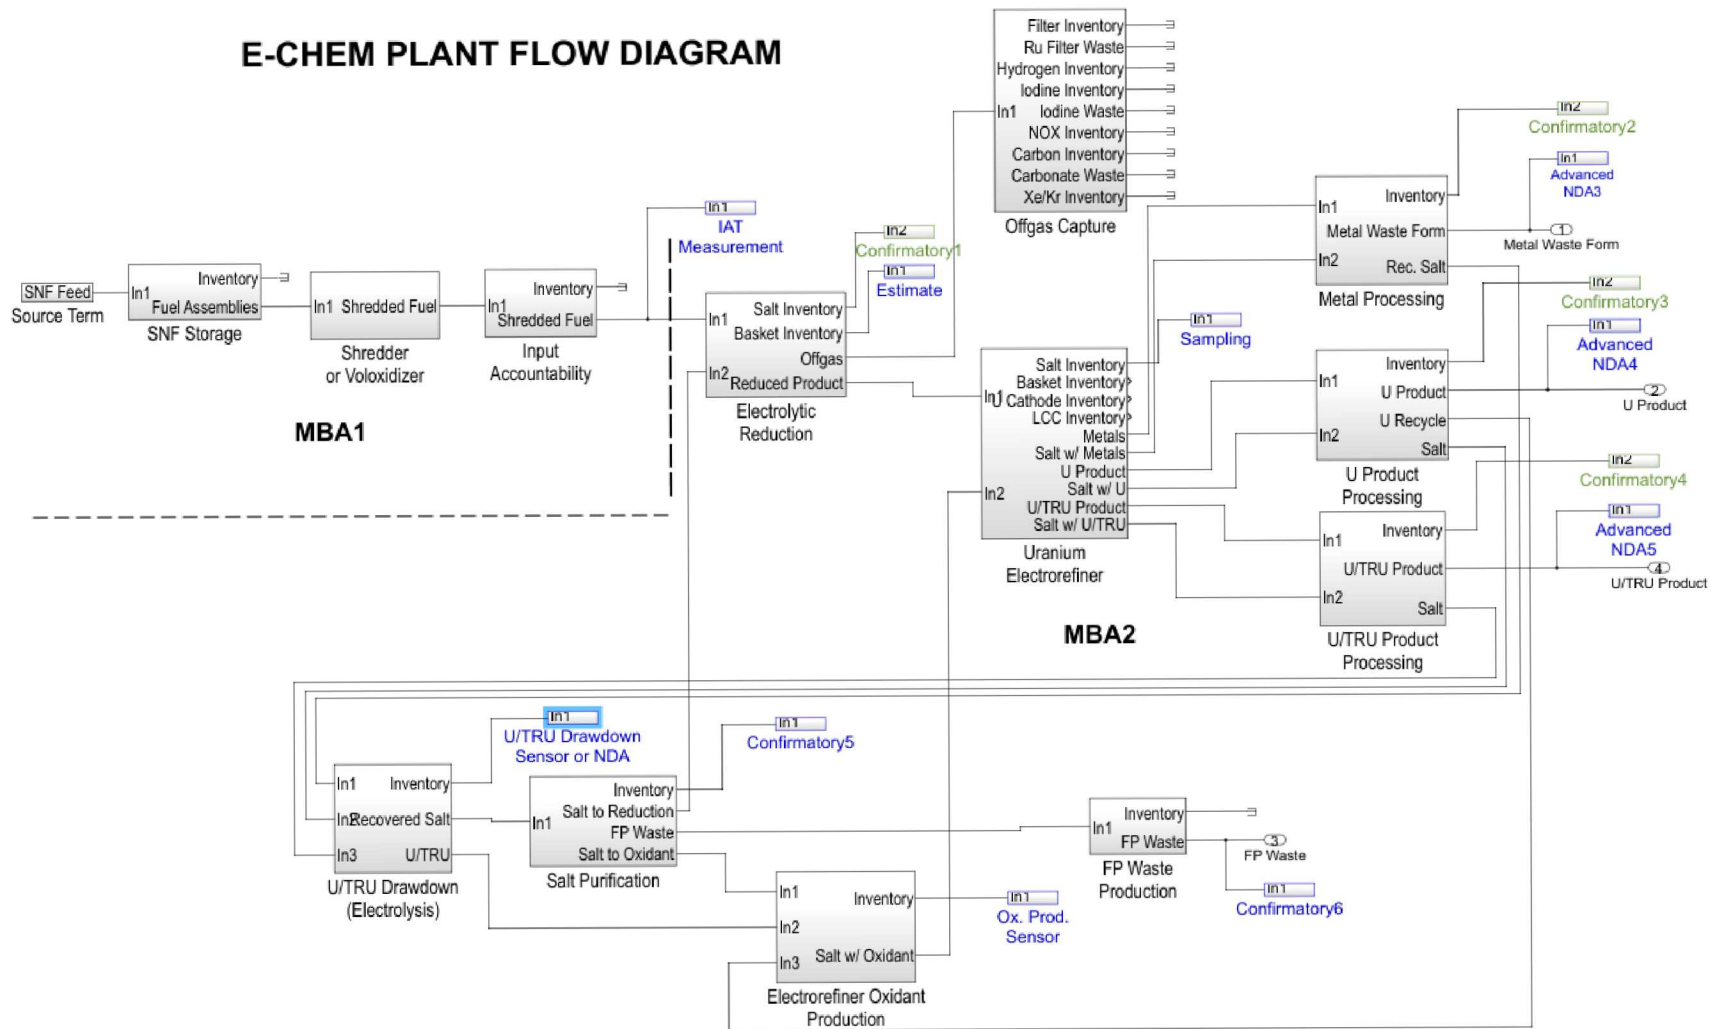 E-CHEM PLANT FLOW DIAGRAM
SNF Feed
Source Term
In1
Inventory
Fuel Assemblies
SNF Storage
In1
Shredded Fuel
Shredder
or Voloxidizer
In1
Inventory
Shredded Fuel
Input
Accountability
MBA1
In1
IAT
Measurement
In1
In2
Salt Inventory
Basket Inventory
Offgas
Reduced Product
Electrolytic
Reduction
In2
Confirmatory1
In1
Estimate
In1
Filter Inventory
Ru Filter Waste
Hydrogen Inventory
Iodine Inventory
Iodine Waste
NOX Inventory
Carbon Inventory
Carbonate Waste
Xe/Kr Inventory
Offgas Capture
In1
In2
Salt Inventory
Basket Inventory
U Cathode Inventory
LCC Inventory
Metals
Salt w/ Metals
U Product
Salt w/ U
U/TRU Product
Salt w/ U/TRU
Uranium
Electrorefiner
In1
Sampling
MBA2
In1
In2
Inventory
Metal Waste Form
Rec. Salt
Metal Processing
In2
Confirmatory2
In1
Advanced
NDA3
1
Metal Waste Form
In1
In2
Inventory
U Product
U Recycle
Salt
U Product
Processing
In2
Confirmatory3
In1
Advanced
NDA4
2
U Product
In1
In2
Inventory
U/TRU Product
Salt
U/TRU Product
Processing
In2
Confirmatory4
In1
Advanced
NDA5
4
U/TRU Product
In1
In2
In3
Inventory
Recovered Salt
U/TRU
U/TRU Drawdown
(Electrolysis)
In1
U/TRU Drawdown
Sensor or NDA
In1
Inventory
Salt to Reduction
FP Waste
Salt to Oxidant
Salt Purification
In1
Confirmatory5
In1
In2
In3
Inventory
Salt w/ Oxidant
Electrorefiner Oxidant
Production
In1
Ox. Prod.
Sensor
In1
Inventory
FP Waste
FP Waste
Production
3
FP Waste
In1
Confirmatory6